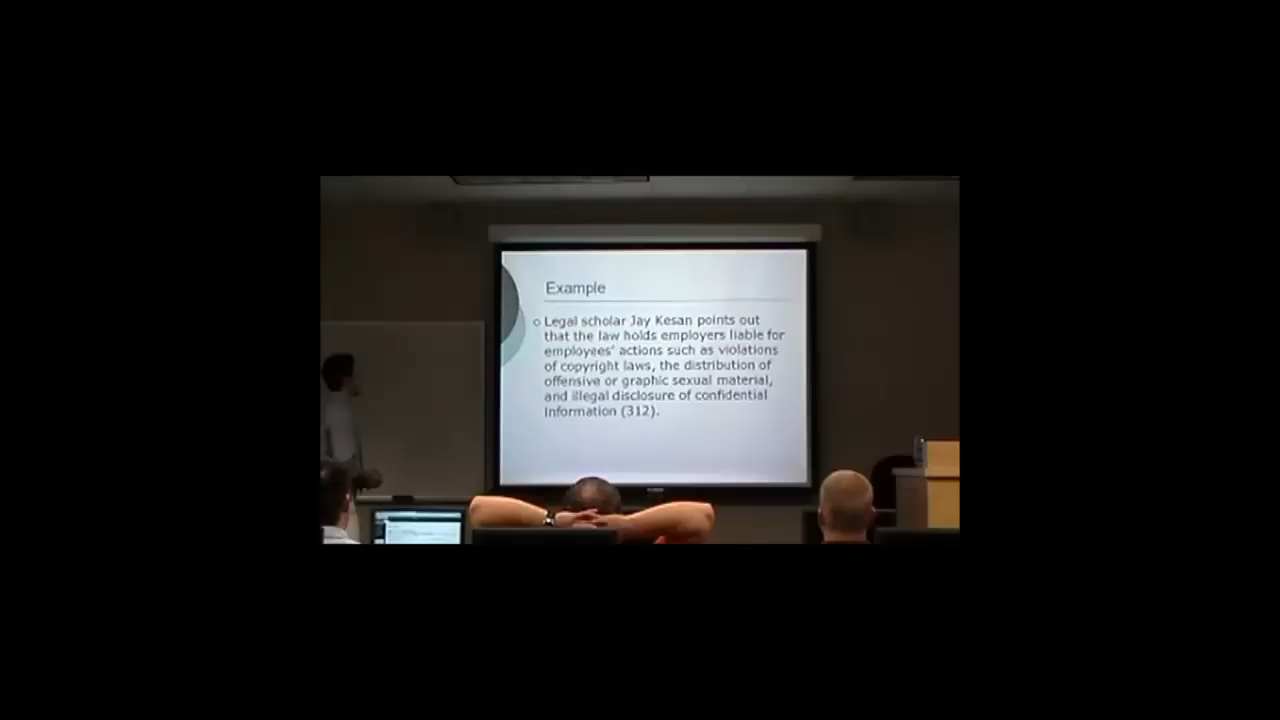 Example
Legal scholar Jay Kesan points out
that the law holds employers liable for
employees' actions such as violations
of copyright laws, the distribution of
offensive or graphic sexual material,
and illegal disclosure of confidential
information (312).